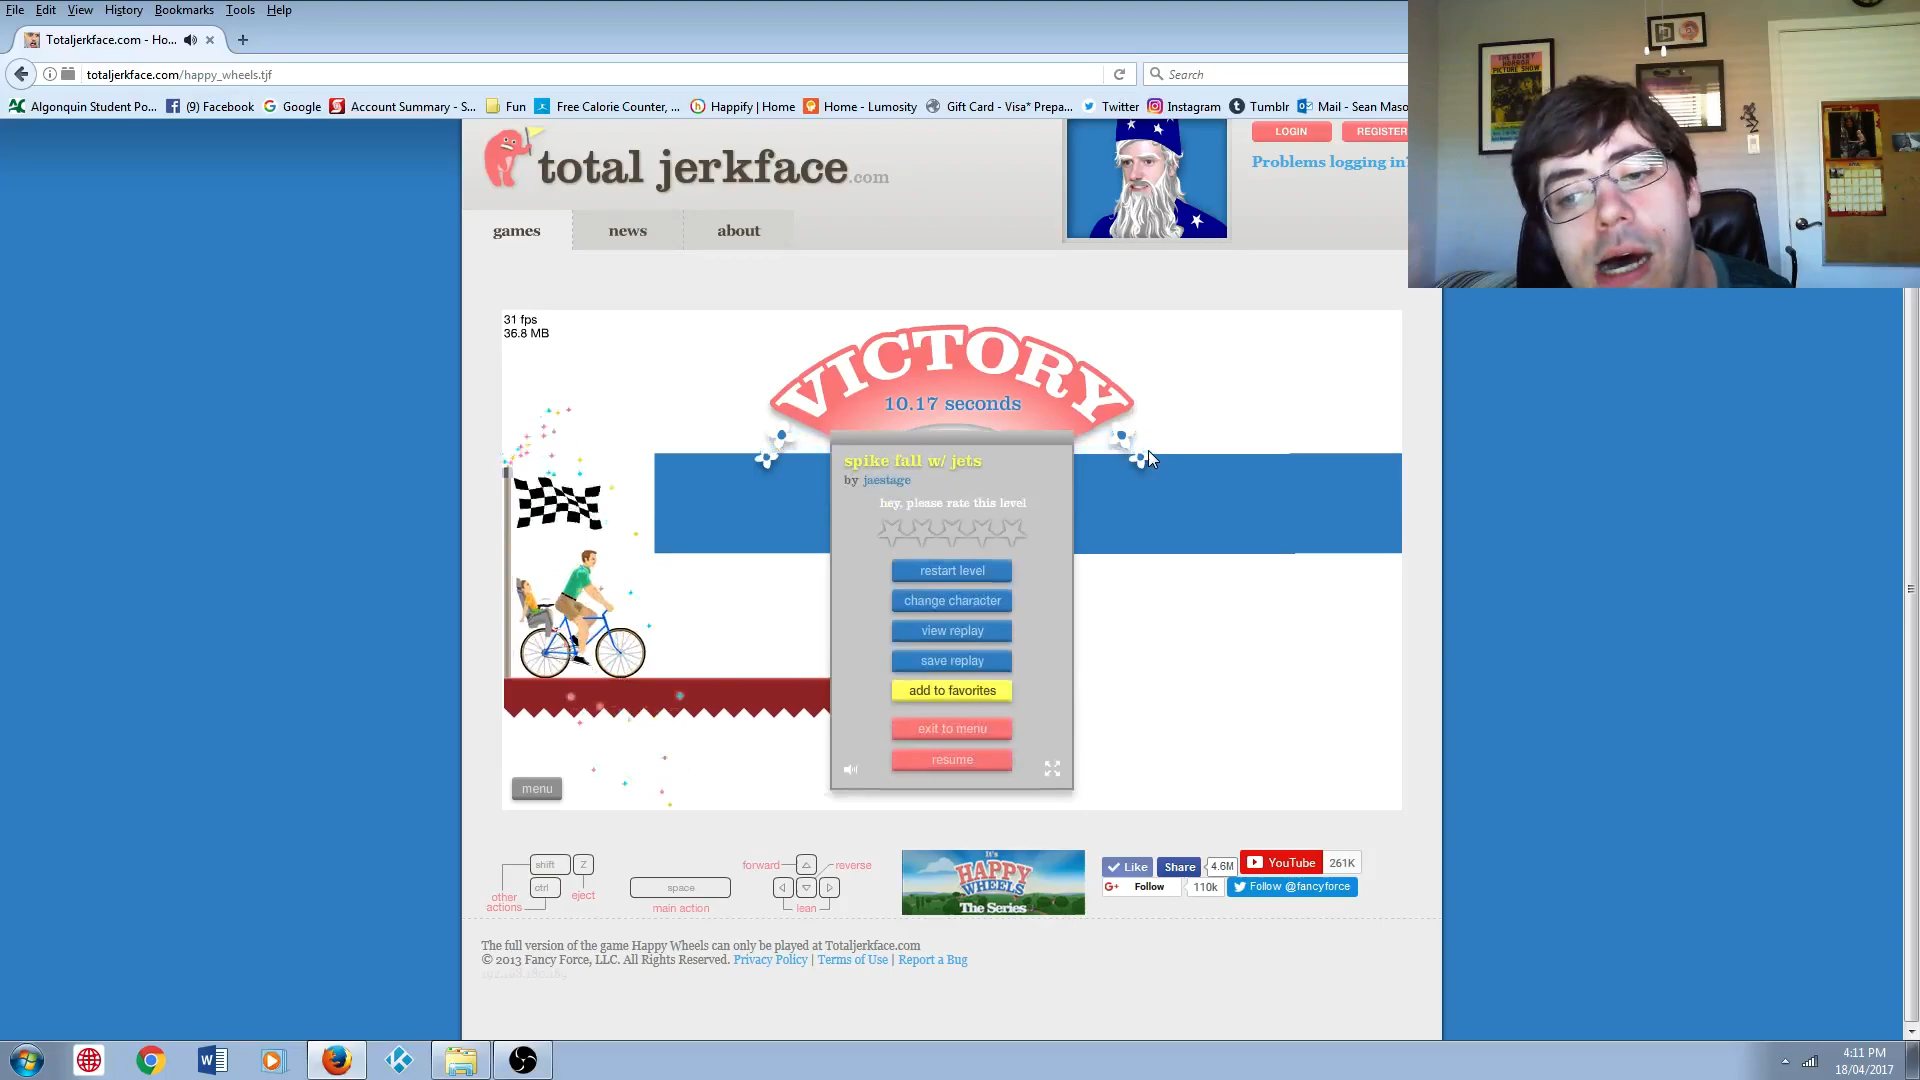 File Edit View History Bookmarks Tools Help
Totaljerkface.com - Ho...
totaljerkface.com/happy_wheels.tjf
Search
Algonquin Student Po... (9) Facebook Google Account Summary - S... Fun Free Calorie Counter, ... Happify | Home Home - Lumosity Gift Card - Visa* Prepa... Twitter Instagram Tumblr Mail - Sean Maso
THE ROCKY
HORROR
PICTURE SHOW
total jerkface.com
LOGIN REGISTER
Problems logging in?
games news about
31 fps
36.8 MB
VICTORY
10.17 seconds
spike fall w/ jets
by jaestage
hey, please rate this level
restart level
change character
view replay
save replay
add to favorites
exit to menu
resume
menu
shift Z
ctrl
eject
other
actions
space
main action
forward reverse
lean
It's
HAPPY
WHEELS
The Series
Like Share 4.6M YouTube 261K
G+ Follow 110k Follow @fancyforce
The full version of the game Happy Wheels can only be played at Totaljerkface.com
© 2013 Fancy Force, LLC. All Rights Reserved. Privacy Policy | Terms of Use | Report a Bug
4:11 PM
18/04/2017